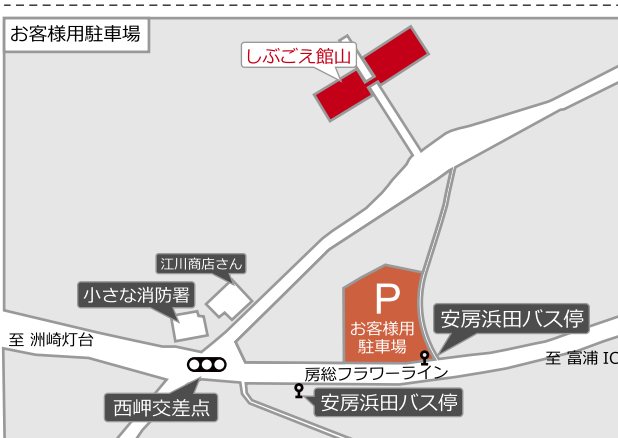 お客様用駐車場
しぶごえ館山
江川商店さん
小さな消防署
P
お客様用
駐車場
安房浜田バス停
至 洲崎灯台
至 富浦 IC
房総フラワーライン
西岬交差点
安房浜田バス停